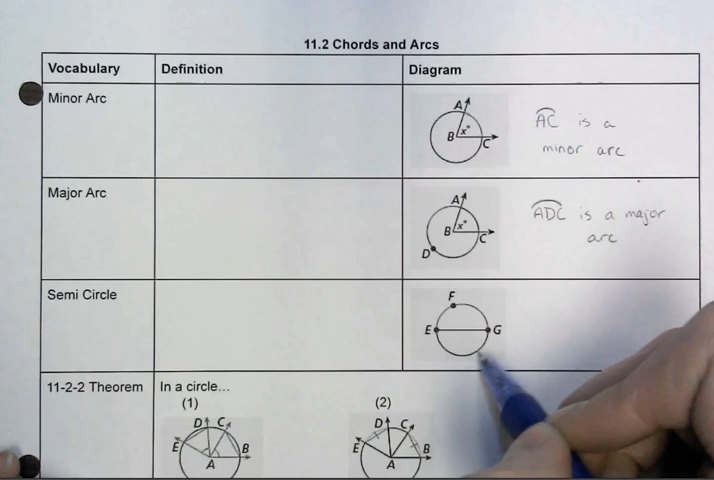 11.2 Chords and Arcs
Vocabulary Definition Diagram
Minor Arc
A
B x° C
AC is a
minor arc
Major Arc
A
B x° C
D
ADC is a major
arc
Semi Circle
F
E G
11-2-2 Theorem In a circle...
(1) (2)
D C
E B
A
D C
E B
A